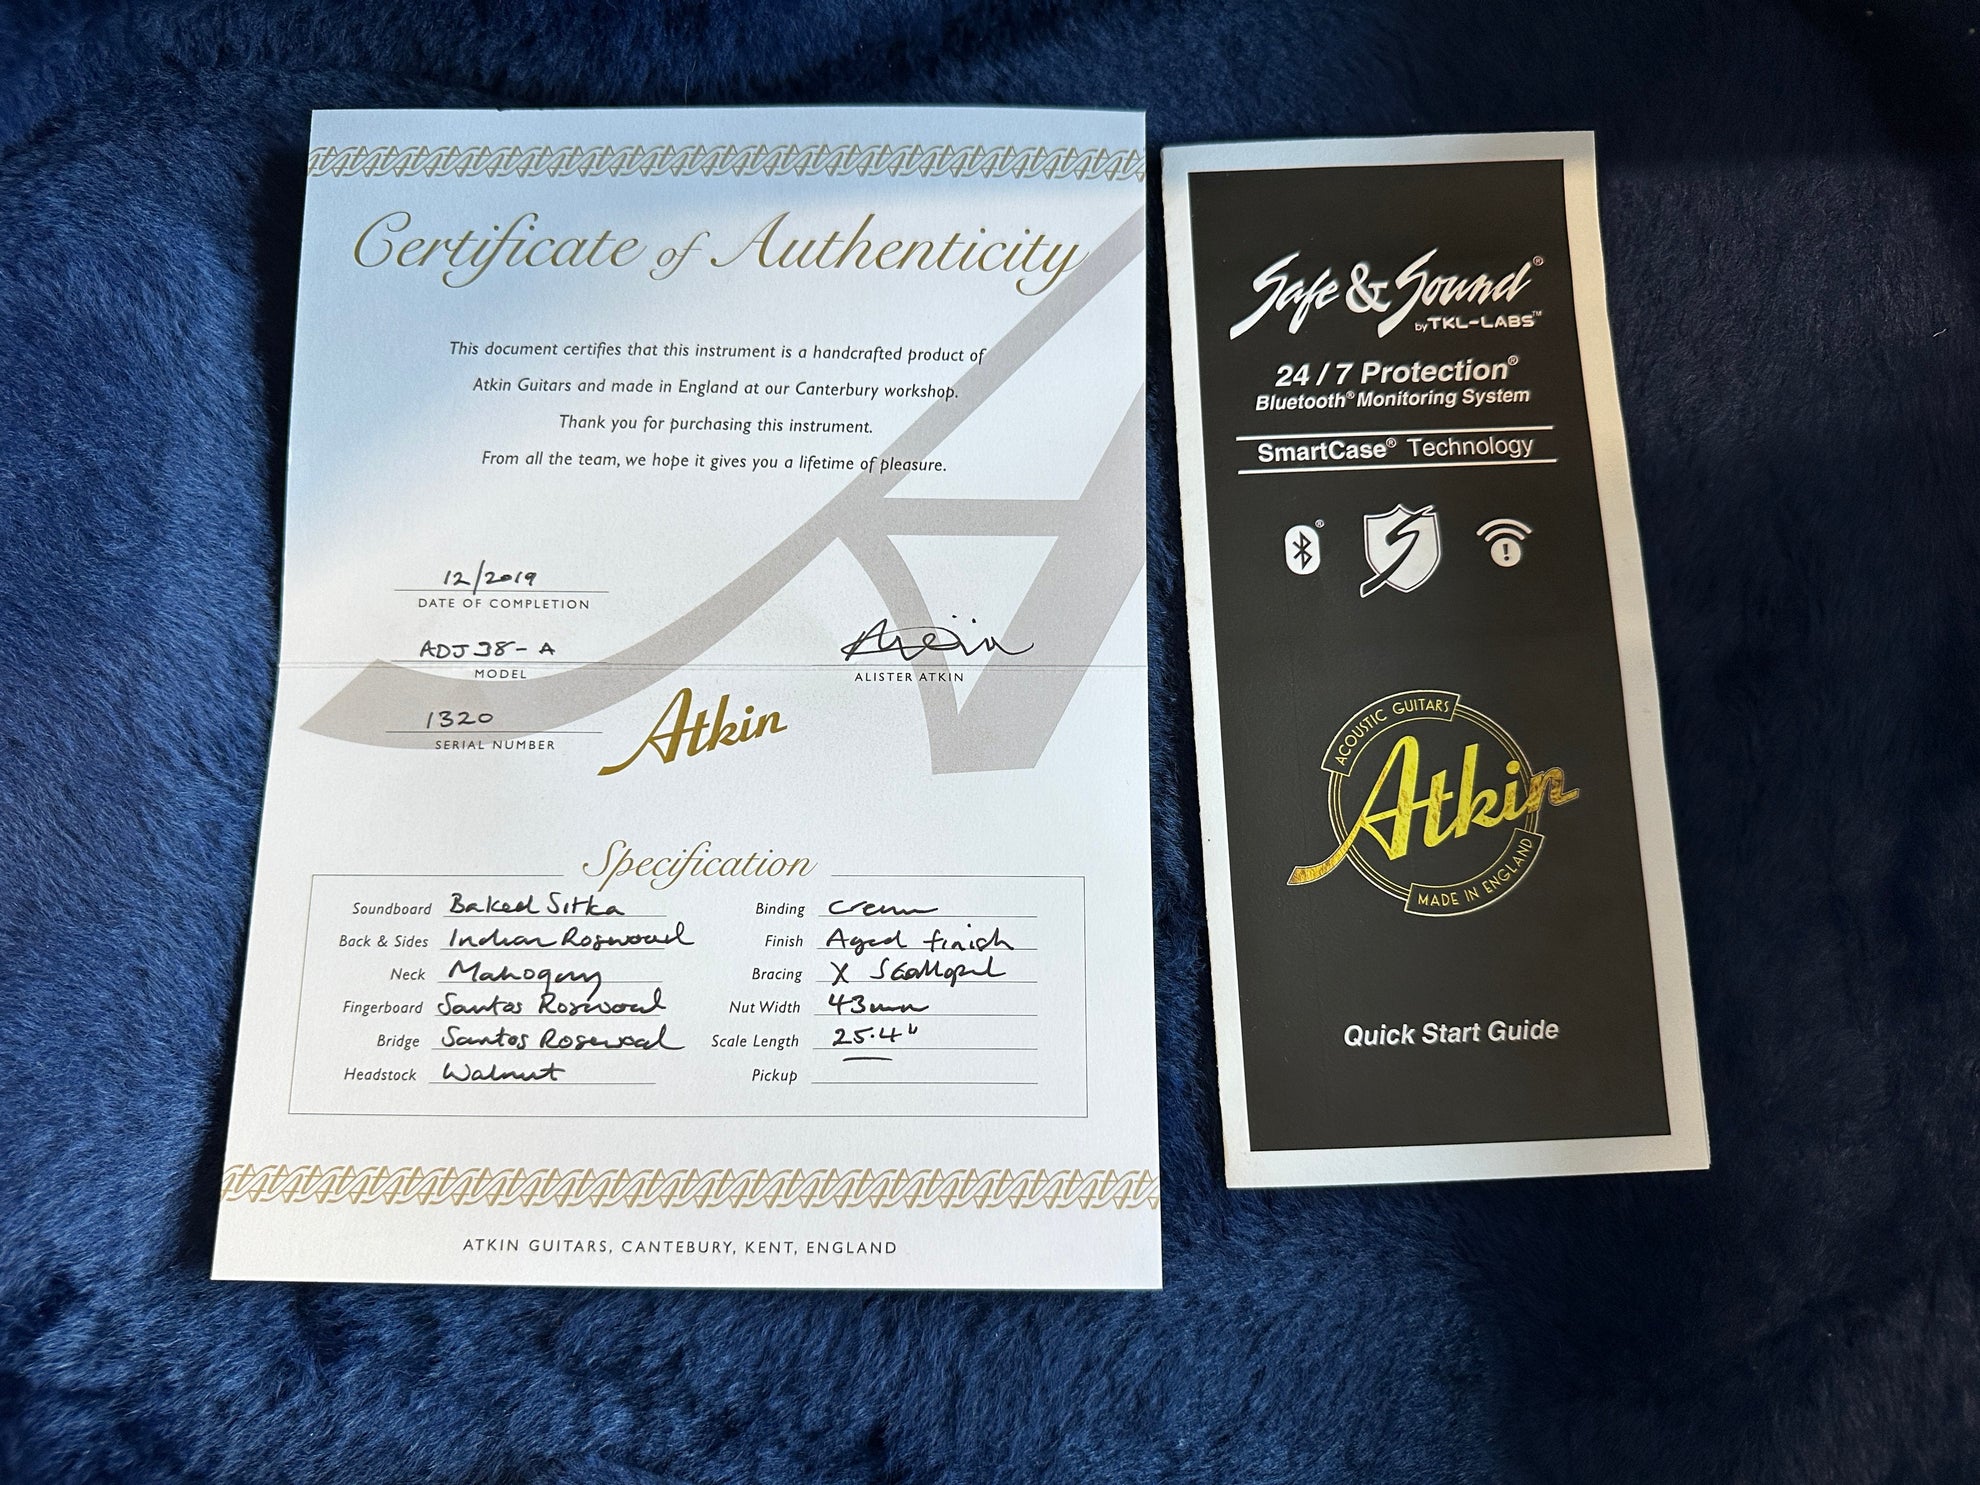 Certificate of Authenticity
This document certifies that this instrument is a handcrafted product of
Atkin Guitars and made in England at our Canterbury workshop.
Thank you for purchasing this instrument.
From all the team, we hope it gives you a lifetime of pleasure.
12/2019
DATE OF COMPLETION
ADJ38-A
MODEL
1320
SERIAL NUMBER
Atkin
ALISTER ATKIN
Atkin
Specification
Soundboard Baked Sitka
Back & Sides Indian Rosewood
Neck Mahogany
Fingerboard Santos Rosewood
Bridge Santos Rosewood
Headstock Walnut
Binding Cream
Finish Aged finish
Bracing X Scalloped
Nut Width 43mm
Scale Length 25.4"
Pickup
ATKIN GUITARS, CANTEBURY, KENT, ENGLAND
Safe & Sound®
by TKL-LABS™
24 / 7 Protection®
Bluetooth® Monitoring System
SmartCase® Technology
ACOUSTIC GUITARS
Atkin
MADE IN ENGLAND
Quick Start Guide